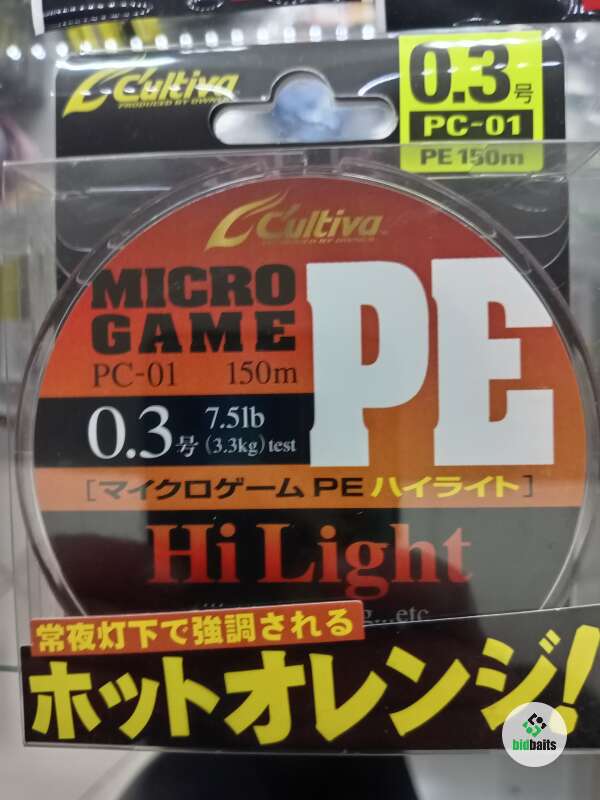 Cultiva
PRODUCED BY OWNER
0.3号
PC-01
PE 150m
Cultiva
PRODUCED BY OWNER
MICRO
GAME
PE
PC-01 150m
0.3号 7.5lb
(3.3kg) test
[マイクロゲームPE ハイライト]
Hi Light
...etc
常夜灯下で強調される
ホットオレンジ!
bidbaits